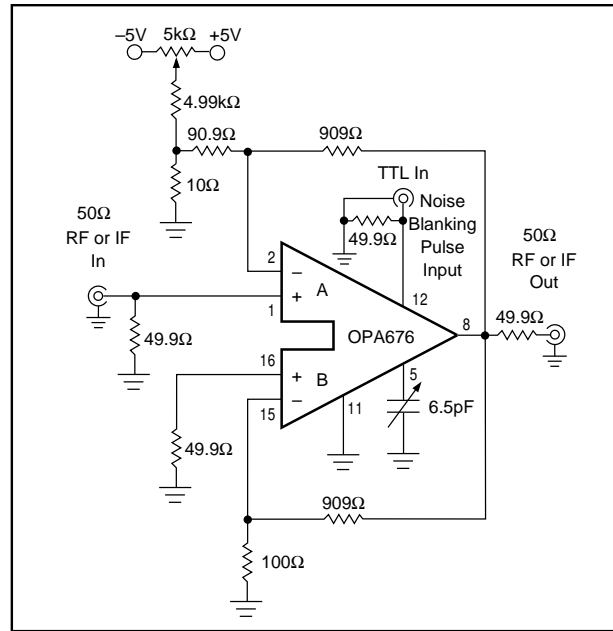 –5V
5kΩ
+5V
4.99kΩ
90.9Ω
909Ω
10Ω
TTL In
Noise
Blanking
Pulse
Input
49.9Ω
50Ω
RF or IF
In
50Ω
RF or IF
Out
2
–
A
+
1
12
8
49.9Ω
OPA676
49.9Ω
16
+
B
–
15
11
5
6.5pF
49.9Ω
909Ω
100Ω